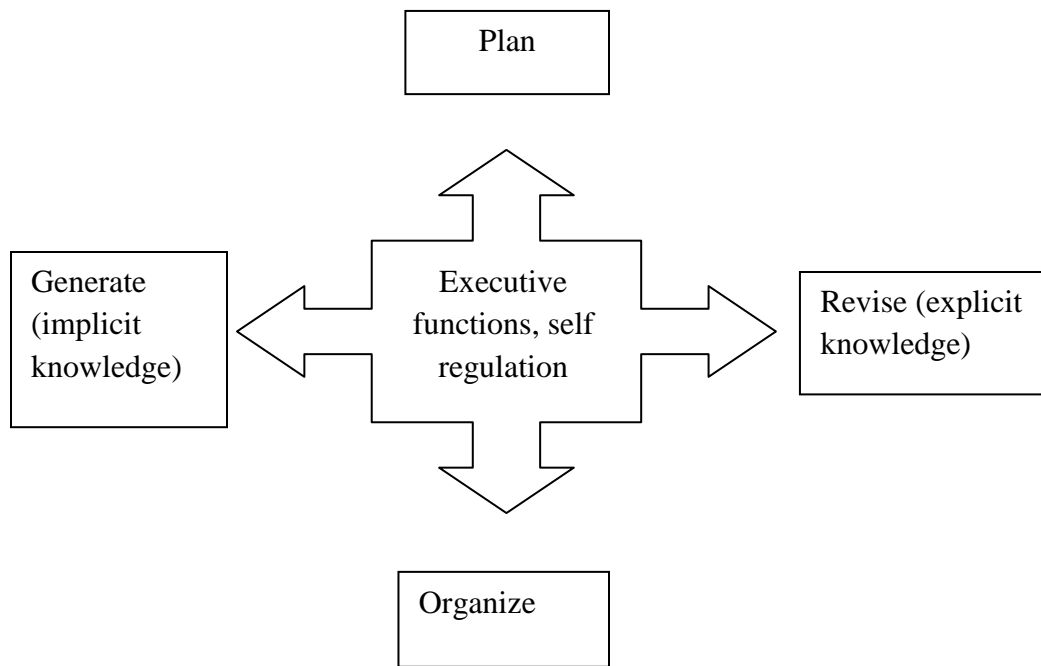 Plan
Generate
(implicit
knowledge)
Executive
functions, self
regulation
Revise (explicit
knowledge)
Organize